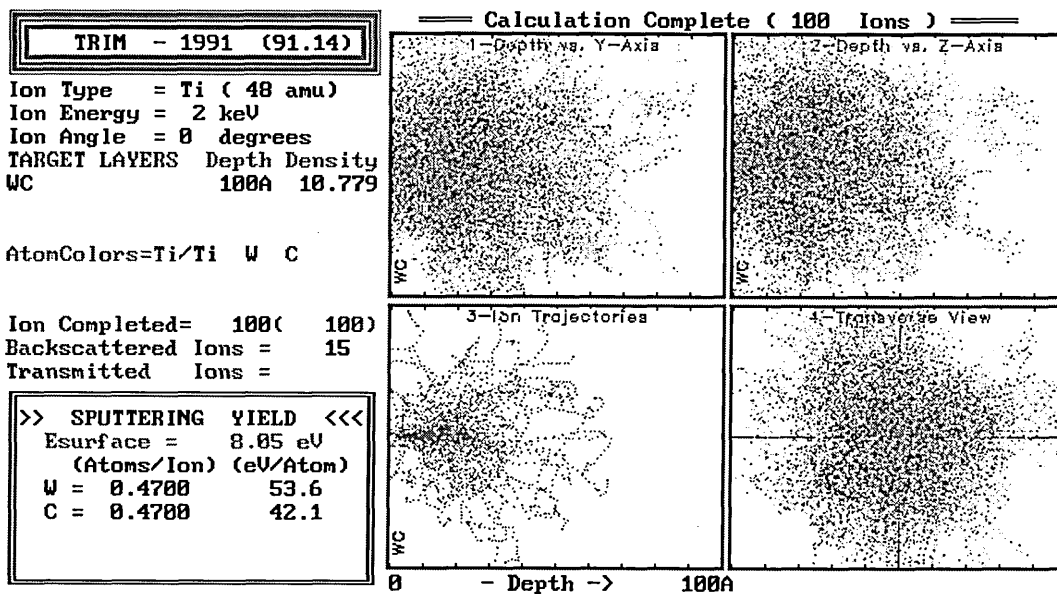 TRIM - 1991 (91.14)
Ion Type = Ti ( 48 amu)
Ion Energy = 2 keV
Ion Angle = 0 degrees
TARGET LAYERS Depth Density
WC 100A 10.779
AtomColors=Ti/Ti W C
Ion Completed= 100( 100)
Backscattered Ions = 15
Transmitted Ions =
>> SPUTTERING YIELD <<<
Esurface = 8.05 eV
(Atoms/Ion) (eV/Atom)
W = 0.4700 53.6
C = 0.4700 42.1
Calculation Complete ( 100 Ions )
1-Depth vs. Y-Axis
WC
2-Depth vs. Z-Axis
WC
3-Ion Trajectories
WC
4-Transverse View
0 - Depth -> 100A